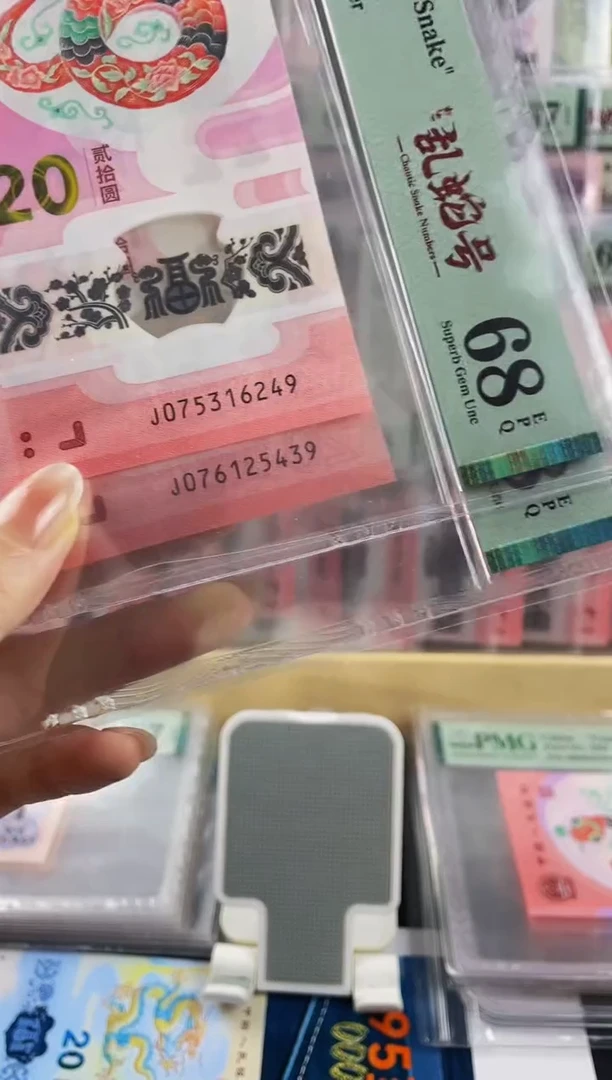 Snake"
乱蛇号
Chaotic Snake Numbers
68
EPQ
Superb Gem Unc
EPQ
20
贰拾圆
J075316249
J076125439
PMG
20